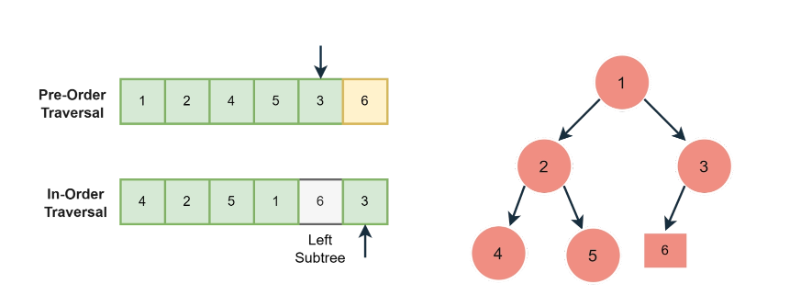 Pre-Order
Traversal
1 2 4 5 3 6
In-Order
Traversal
4 2 5 1 6 3
Left
Subtree
1
2 3
4 5 6